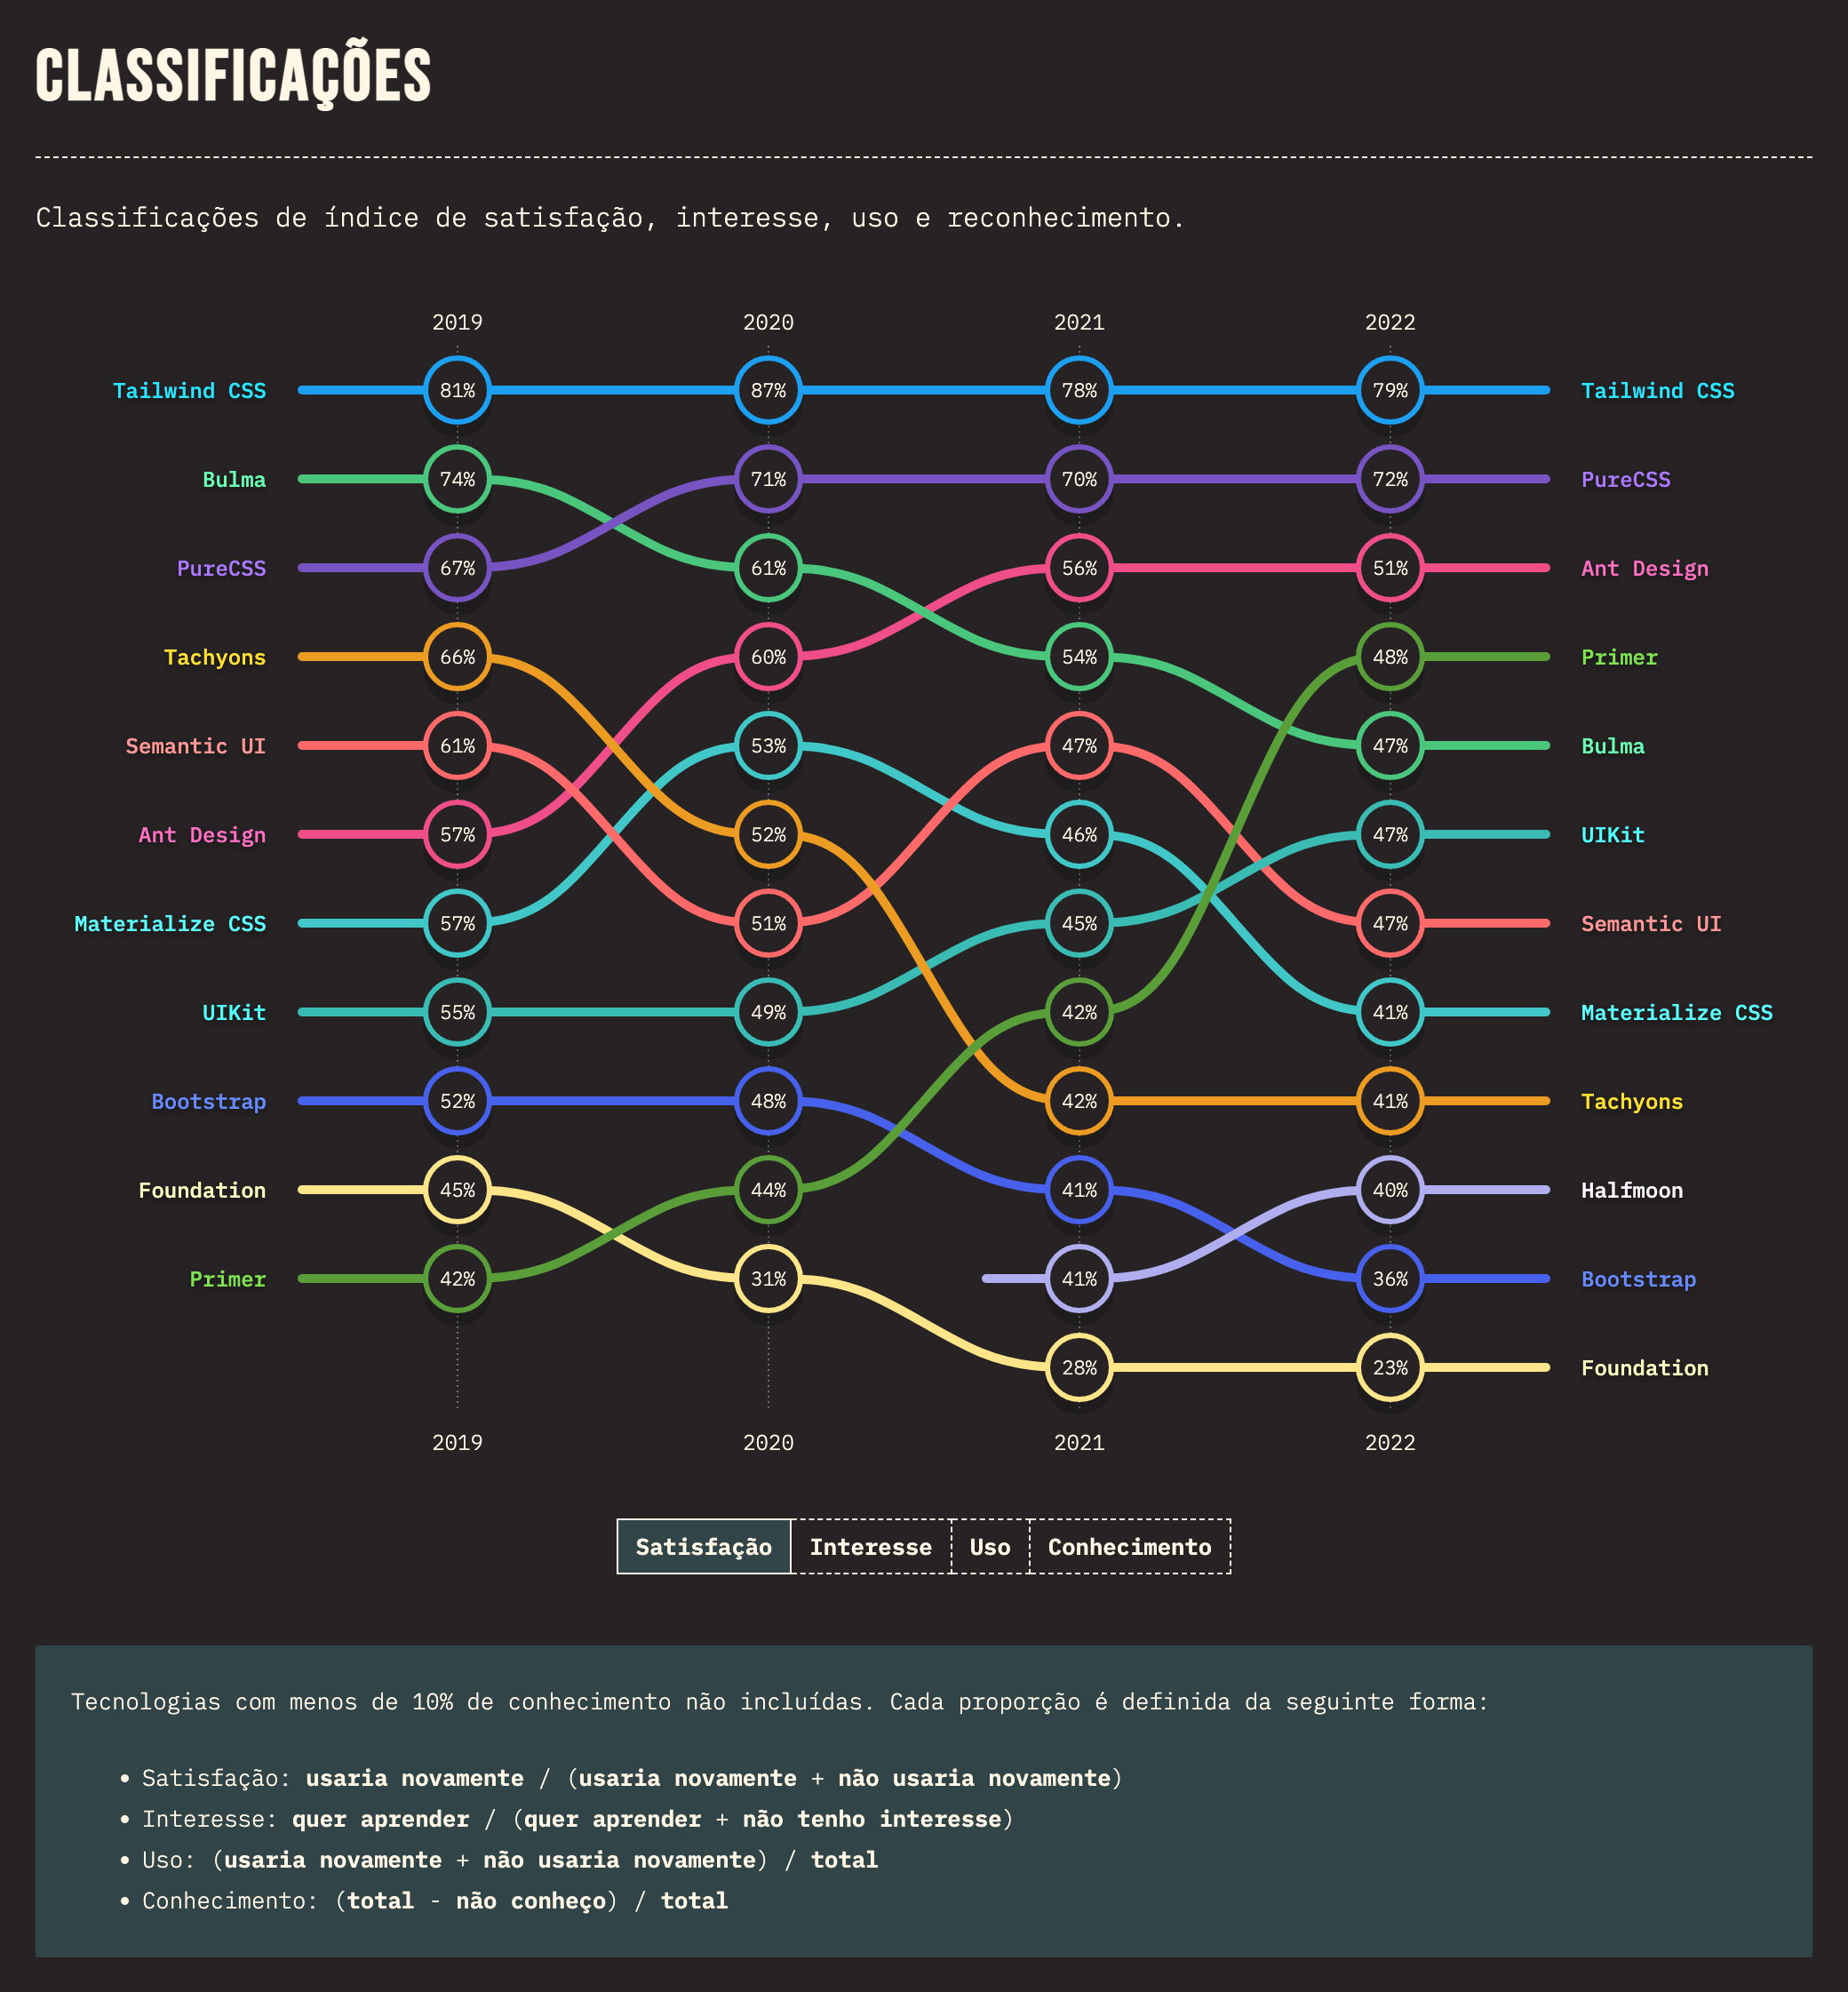 CLASSIFICAÇÕES
Classificações de índice de satisfação, interesse, uso e reconhecimento.
2019 2020 2021 2022
Tailwind CSS 81% 87% 78% 79% Tailwind CSS
Bulma 74% 71% 70% 72% PureCSS
PureCSS 67% 61% 56% 51% Ant Design
Tachyons 66% 60% 54% 48% Primer
Semantic UI 61% 53% 47% 47% Bulma
Ant Design 57% 52% 46% 47% UIKit
Materialize CSS 57% 51% 45% 47% Semantic UI
UIKit 55% 49% 42% 41% Materialize CSS
Bootstrap 52% 48% 42% 41% Tachyons
Foundation 45% 44% 41% 40% Halfmoon
Primer 42% 31% 41% 36% Bootstrap
28% 23% Foundation
2019 2020 2021 2022
Satisfação Interesse Uso Conhecimento
Tecnologias com menos de 10% de conhecimento não incluídas. Cada proporção é definida da seguinte forma:
• Satisfação: usaria novamente / (usaria novamente + não usaria novamente)
• Interesse: quer aprender / (quer aprender + não tenho interesse)
• Uso: (usaria novamente + não usaria novamente) / total
• Conhecimento: (total - não conheço) / total